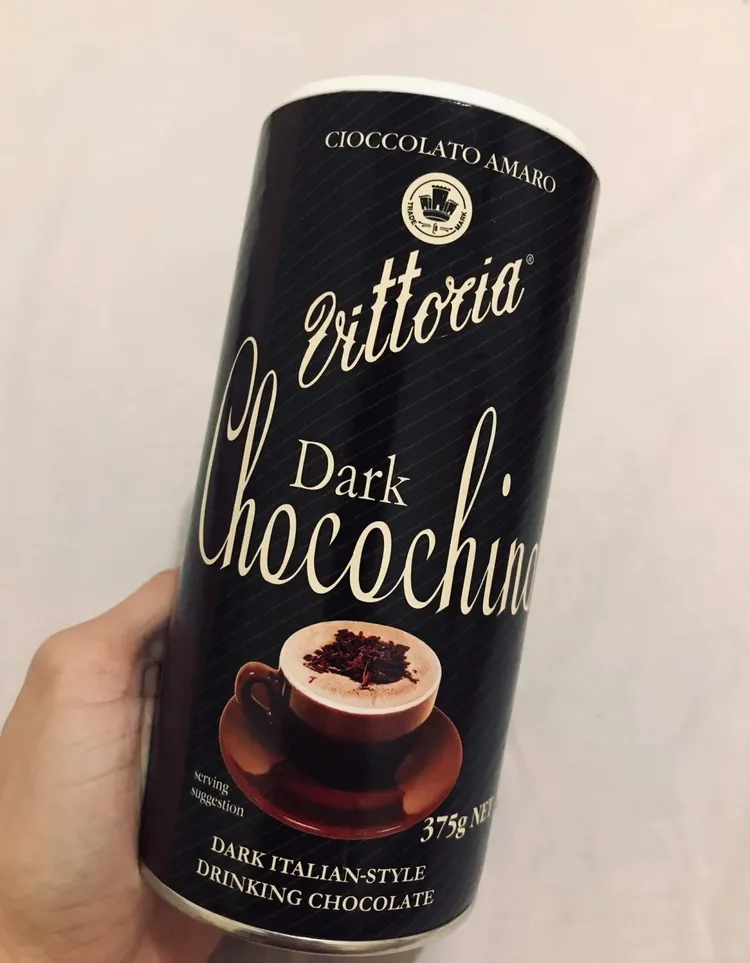 CIOCCOLATO AMARO
TRADE MARK
Vittoria®
Dark
Chocochino
serving
suggestion
375g NET
DARK ITALIAN-STYLE
DRINKING CHOCOLATE